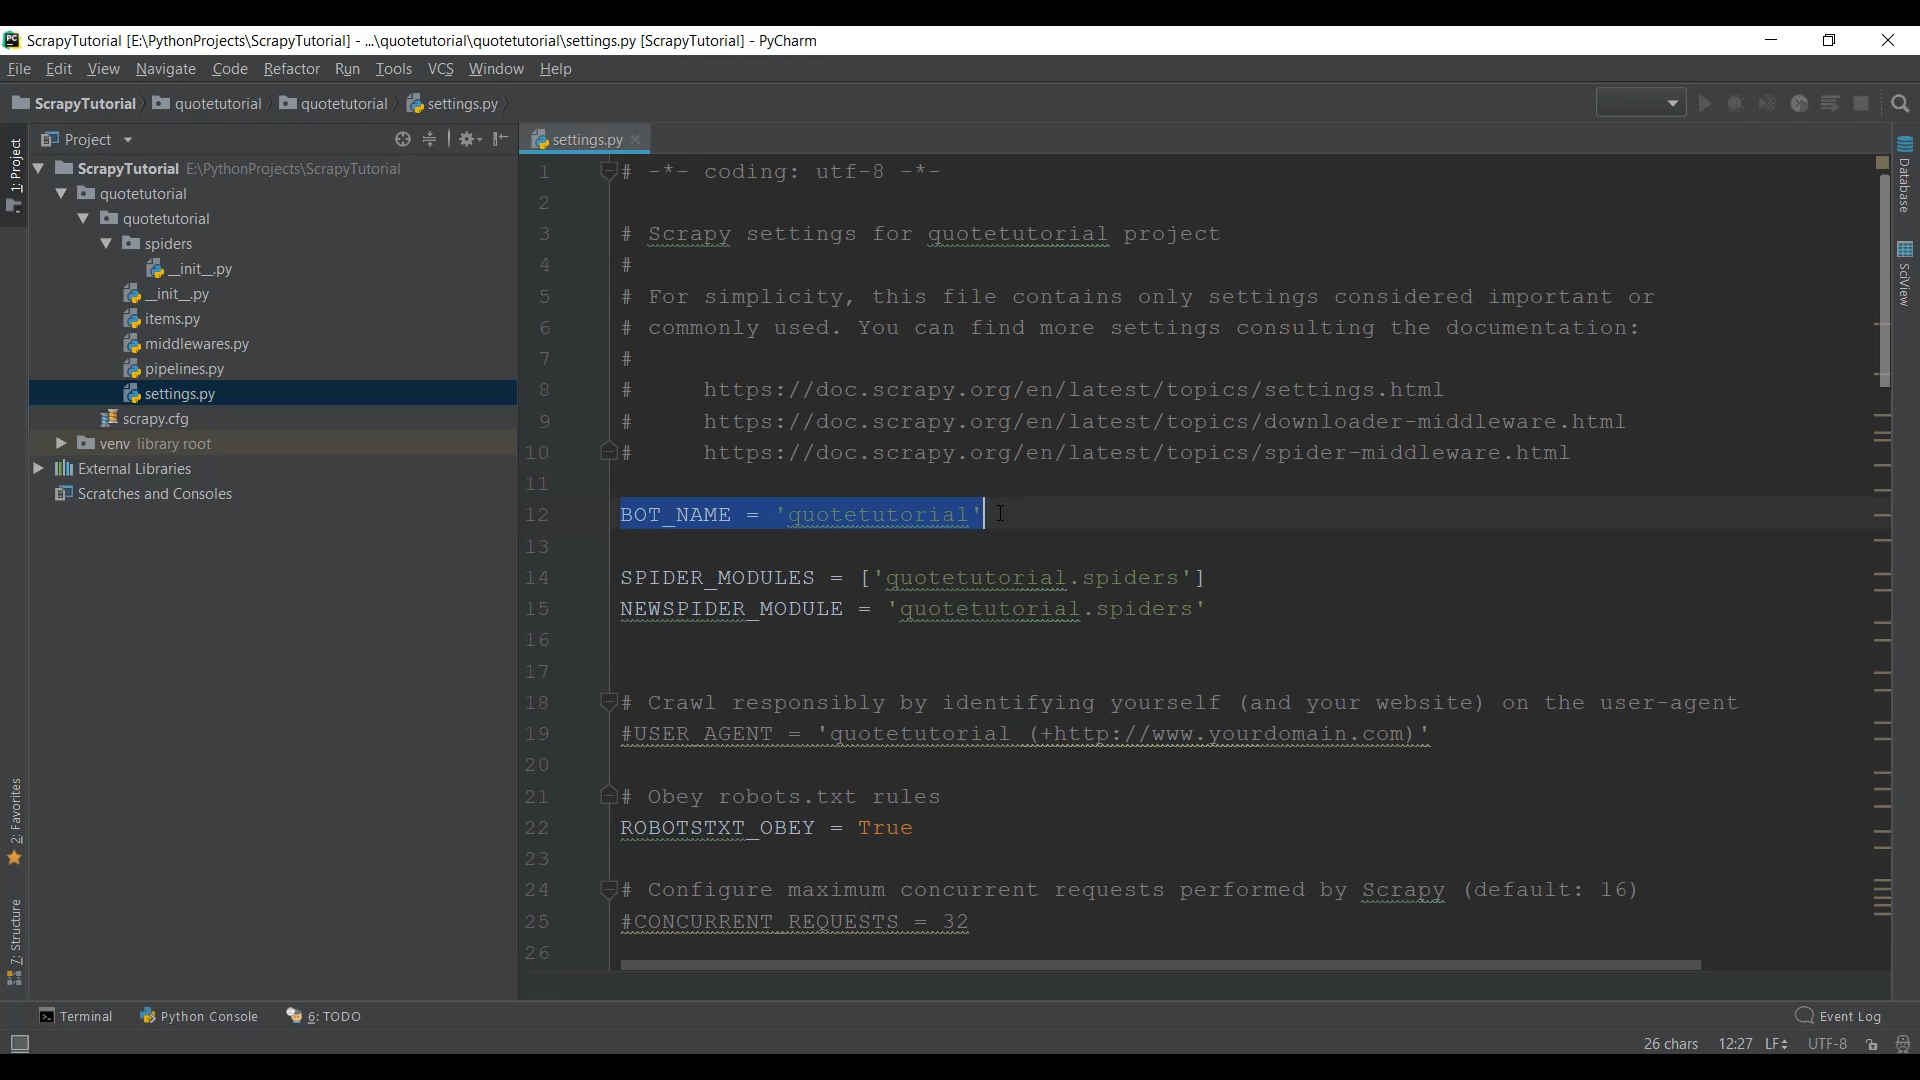 ScrapyTutorial [E:\PythonProjects\ScrapyTutorial] - ...\quotetutorial\quotetutorial\settings.py [ScrapyTutorial] - PyCharm
File Edit View Navigate Code Refactor Run Tools VCS Window Help
ScrapyTutorial quotetutorial quotetutorial settings.py
1: Project
Project
ScrapyTutorial E:\PythonProjects\ScrapyTutorial
quotetutorial
quotetutorial
spiders
__init__.py
__init__.py
items.py
middlewares.py
pipelines.py
settings.py
scrapy.cfg
venv library root
External Libraries
Scratches and Consoles
2: Favorites
7: Structure
settings.py
1 # -*- coding: utf-8 -*-
2
3 # Scrapy settings for quotetutorial project
4 #
5 # For simplicity, this file contains only settings considered important or
6 # commonly used. You can find more settings consulting the documentation:
7 #
8 #     https://doc.scrapy.org/en/latest/topics/settings.html
9 #     https://doc.scrapy.org/en/latest/topics/downloader-middleware.html
10 #     https://doc.scrapy.org/en/latest/topics/spider-middleware.html
11
12 BOT_NAME = 'quotetutorial'
13
14 SPIDER_MODULES = ['quotetutorial.spiders']
15 NEWSPIDER_MODULE = 'quotetutorial.spiders'
16
17
18 # Crawl responsibly by identifying yourself (and your website) on the user-agent
19 #USER_AGENT = 'quotetutorial (+http://www.yourdomain.com)'
20
21 # Obey robots.txt rules
22 ROBOTSTXT_OBEY = True
23
24 # Configure maximum concurrent requests performed by Scrapy (default: 16)
25 #CONCURRENT_REQUESTS = 32
26
Database
SciView
Terminal Python Console 6: TODO Event Log
26 chars 12:27 LF UTF-8